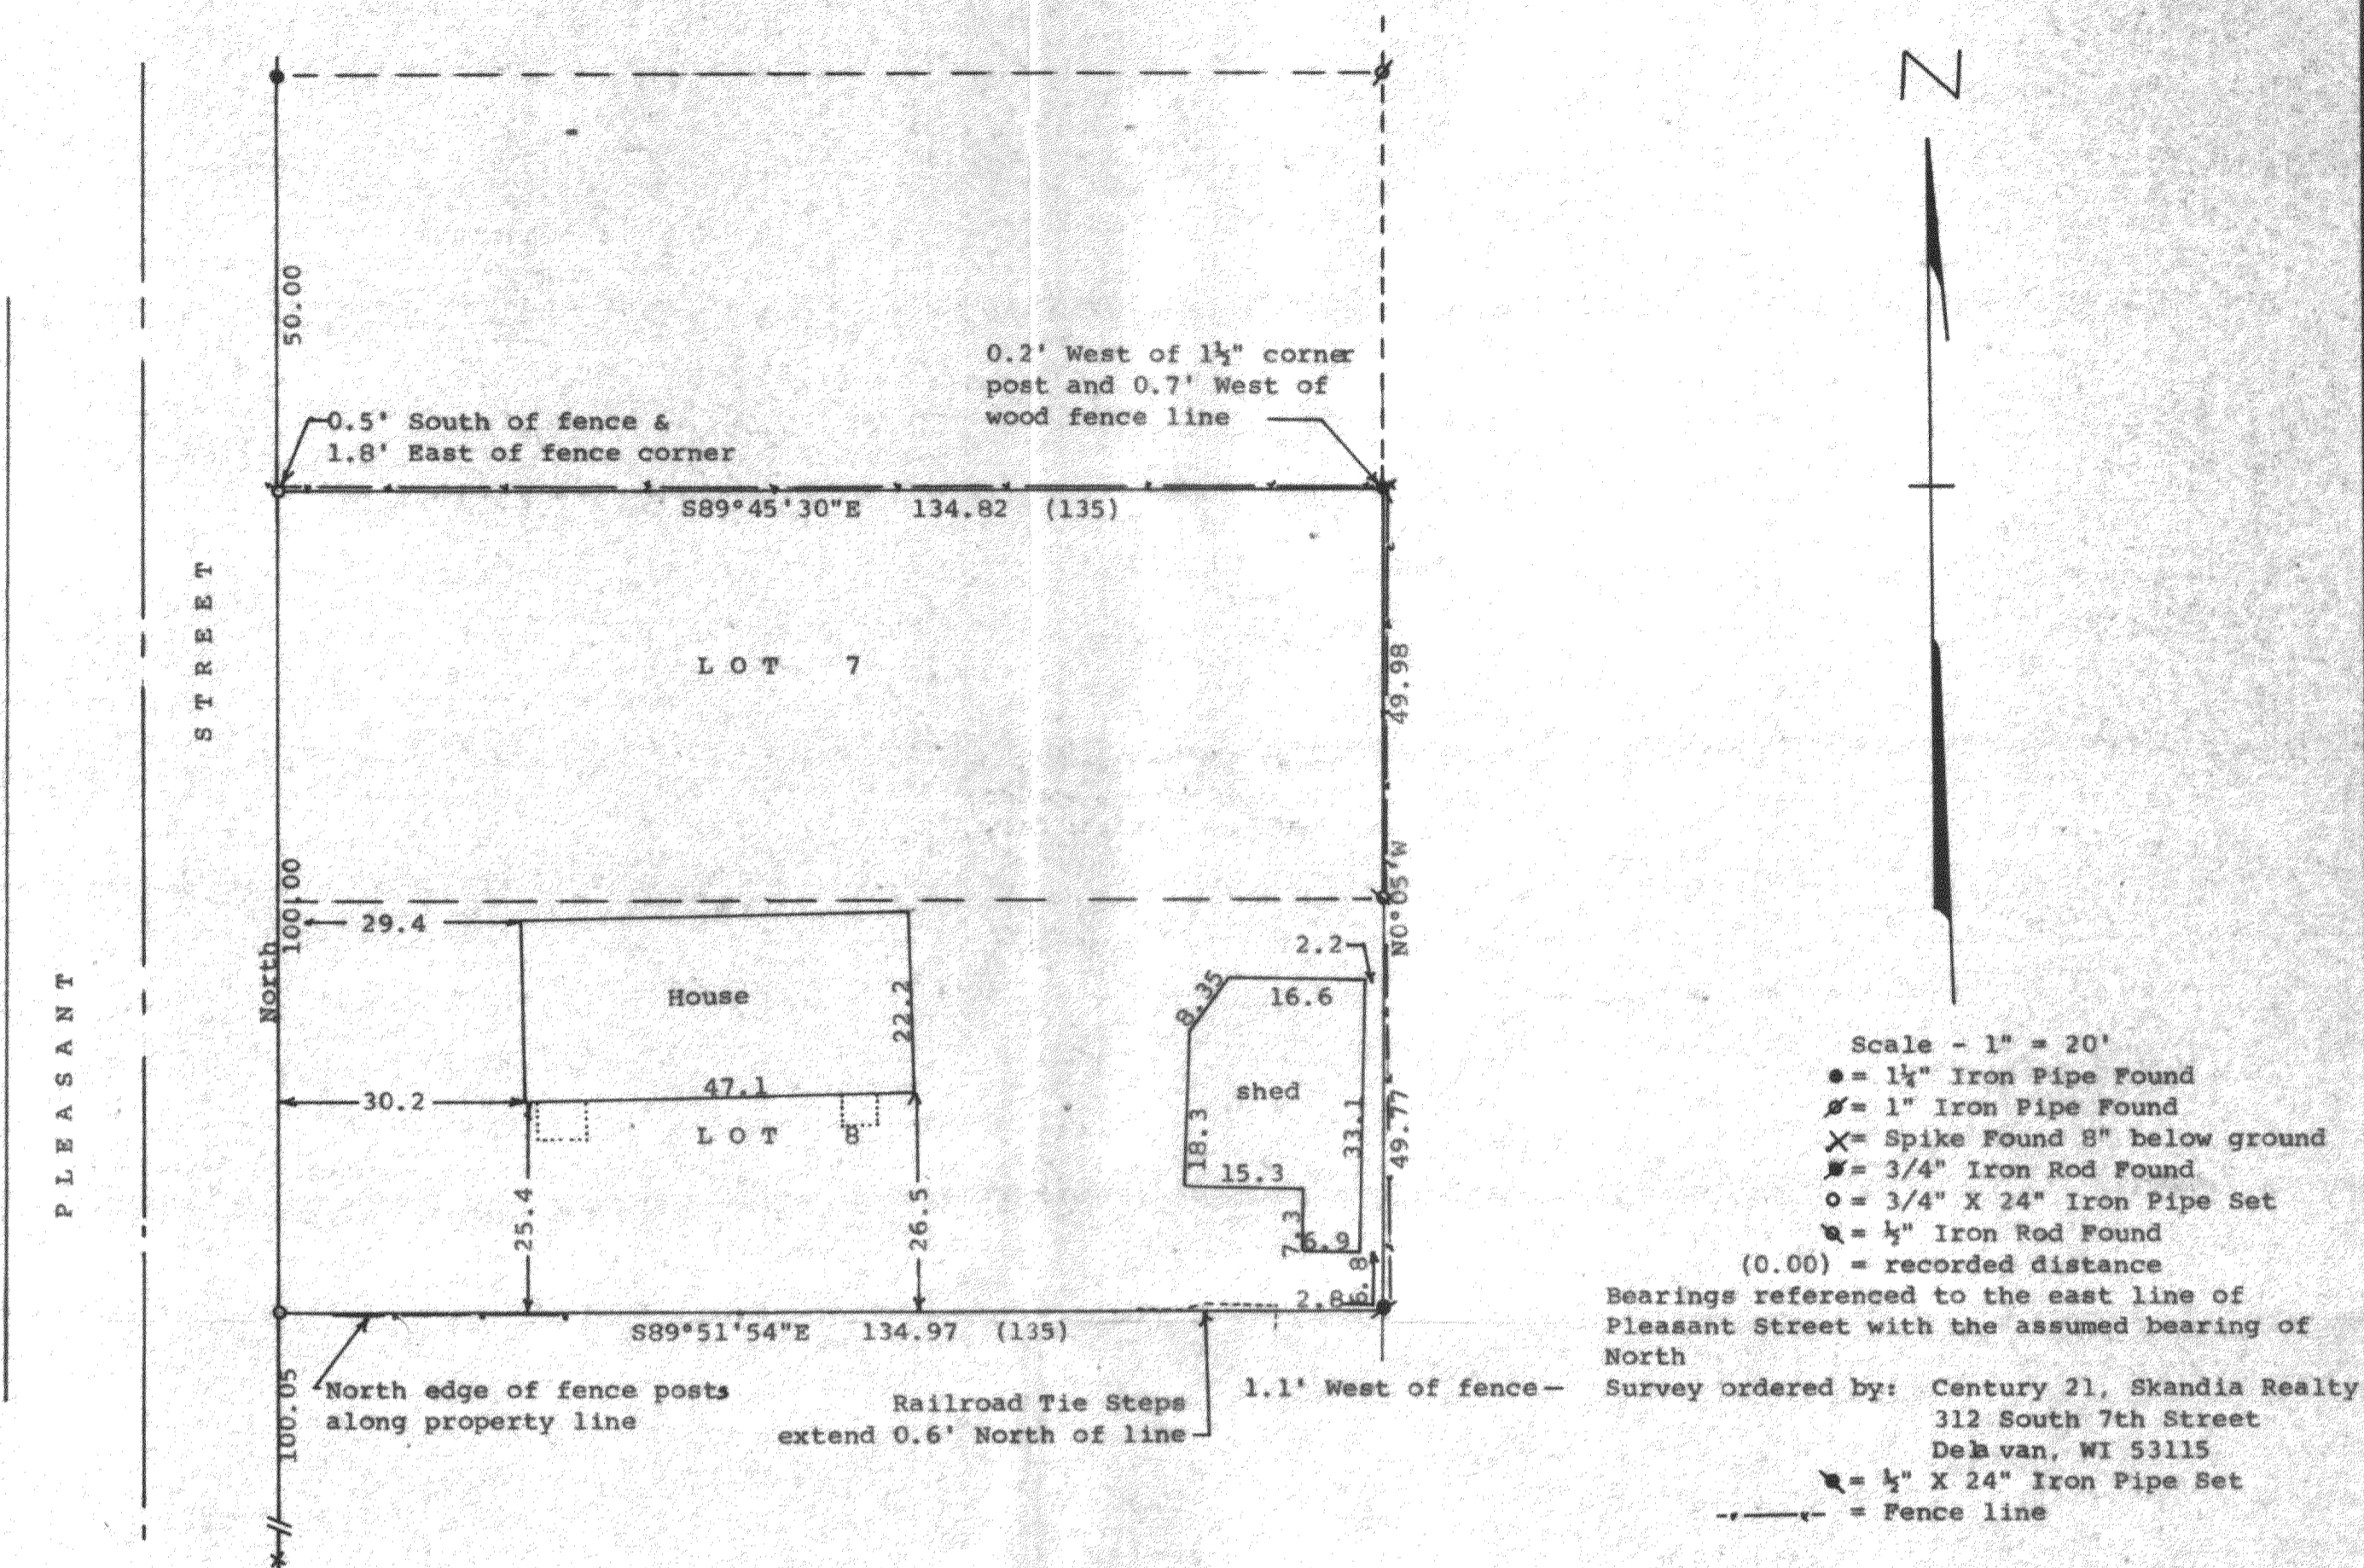 N
50.00
0.2' West of 1½" corner
post and 0.7' West of
wood fence line
0.5' South of fence &
1.8' East of fence corner
S89°45'30"E 134.82 (135)
STREET
LOT 7
49.98
100.00
North
29.4
N0°05'W
2.2
House
22.2
8.35
16.6
PLEASANT
47.1
30.2
LOT 8
shed
18.3
33.1
49.77
15.3
25.4
26.5
7.3
6.9
6.8
2.8
S89°51'54"E 134.97 (135)
100.05
North edge of fence posts
along property line
Railroad Tie Steps
extend 0.6' North of line
1.1' West of fence
Scale - 1" = 20'
= 1¼" Iron Pipe Found
= 1" Iron Pipe Found
= Spike Found 8" below ground
= 3/4" Iron Rod Found
= 3/4" X 24" Iron Pipe Set
= ½" Iron Rod Found
(0.00) = recorded distance
Bearings referenced to the east line of
Pleasant Street with the assumed bearing of
North
Survey ordered by: Century 21, Skandia Realty
312 South 7th Street
Delavan, WI 53115
= ½" X 24" Iron Pipe Set
= Fence line